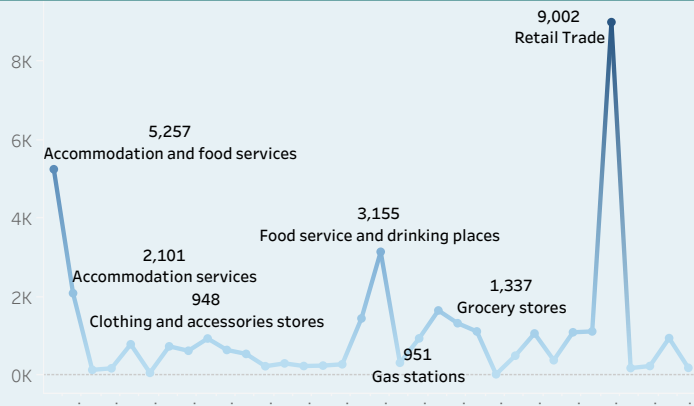 9,002
Retail Trade
8K
6K
5,257
Accommodation and food services
4K
3,155
Food service and drinking places
2,101
Accommodation services
2K
948
Clothing and accessories stores
1,337
Grocery stores
951
Gas stations
0K